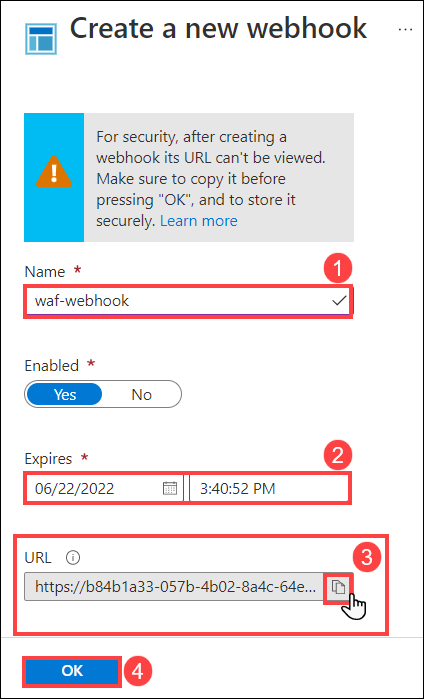 Create a new webhook ...
For security, after creating a
webhook its URL can't be viewed.
Make sure to copy it before
pressing "OK", and to store it
securely. Learn more
1
Name *
waf-webhook
Enabled *
Yes No
2
Expires *
06/22/2022 3:40:52 PM
3
URL
https://b84b1a33-057b-4b02-8a4c-64e...
OK 4